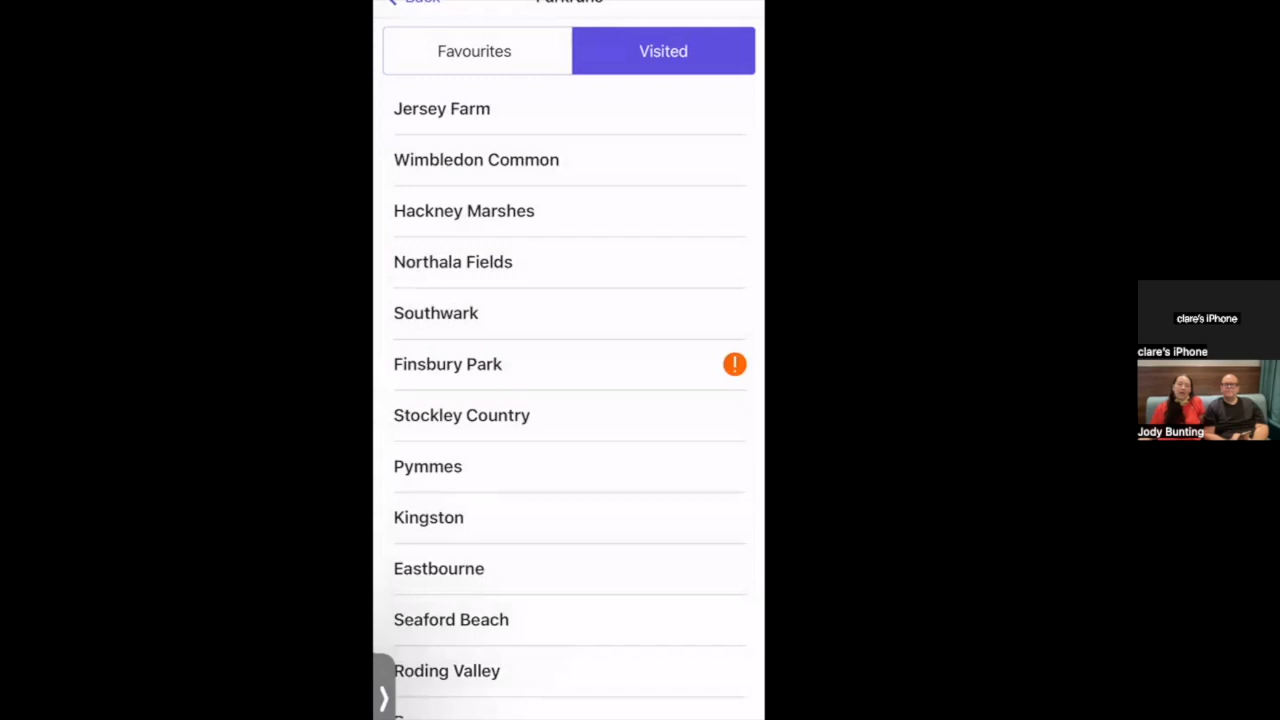 Back
Favourites
Visited
Jersey Farm
Wimbledon Common
Hackney Marshes
Northala Fields
Southwark
Finsbury Park
!
Stockley Country
Pymmes
Kingston
Eastbourne
Seaford Beach
Roding Valley
clare's iPhone
clare's iPhone
Jody Bunting